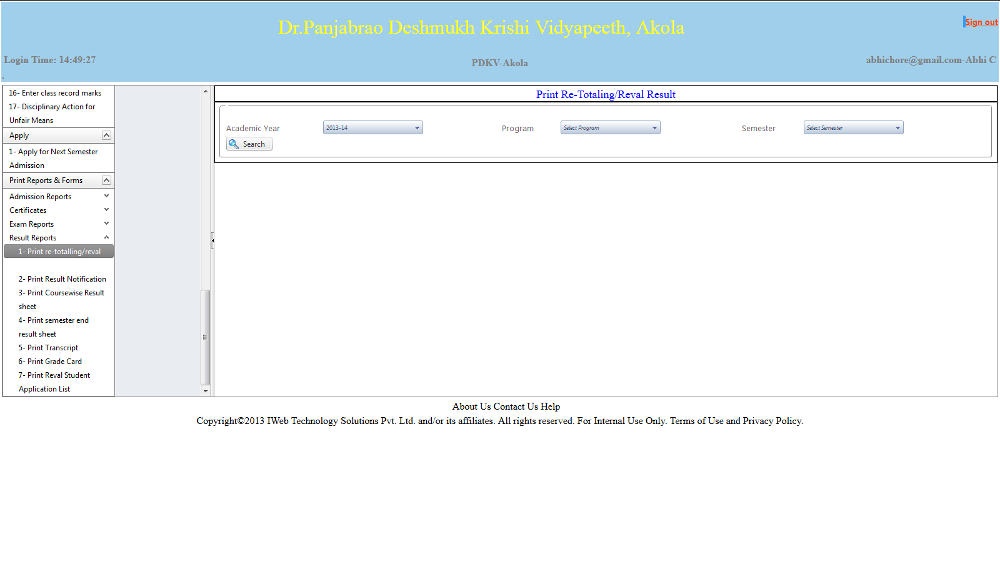 Dr.Panjabrao Deshmukh Krishi Vidyapeeth, Akola
Sign out
Login Time: 14:49:27
PDKV-Akola
abhichore@gmail.com-Abhi C
.
16- Enter class record marks
17- Disciplinary Action for
Unfair Means
Apply
1- Apply for Next Semester
Admission
Print Reports & Forms
Admission Reports
Certificates
Exam Reports
Result Reports
1- Print re-totalling/reval
2- Print Result Notification
3- Print Coursewise Result
sheet
4- Print semester end
result sheet
5- Print Transcript
6- Print Grade Card
7- Print Reval Student
Application List
Print Re-Totaling/Reval Result
Academic Year 2013-14 Program Select Program Semester Select Semester
Search
About Us Contact Us Help
Copyright©2013 IWeb Technology Solutions Pvt. Ltd. and/or its affiliates. All rights reserved. For Internal Use Only. Terms of Use and Privacy Policy.